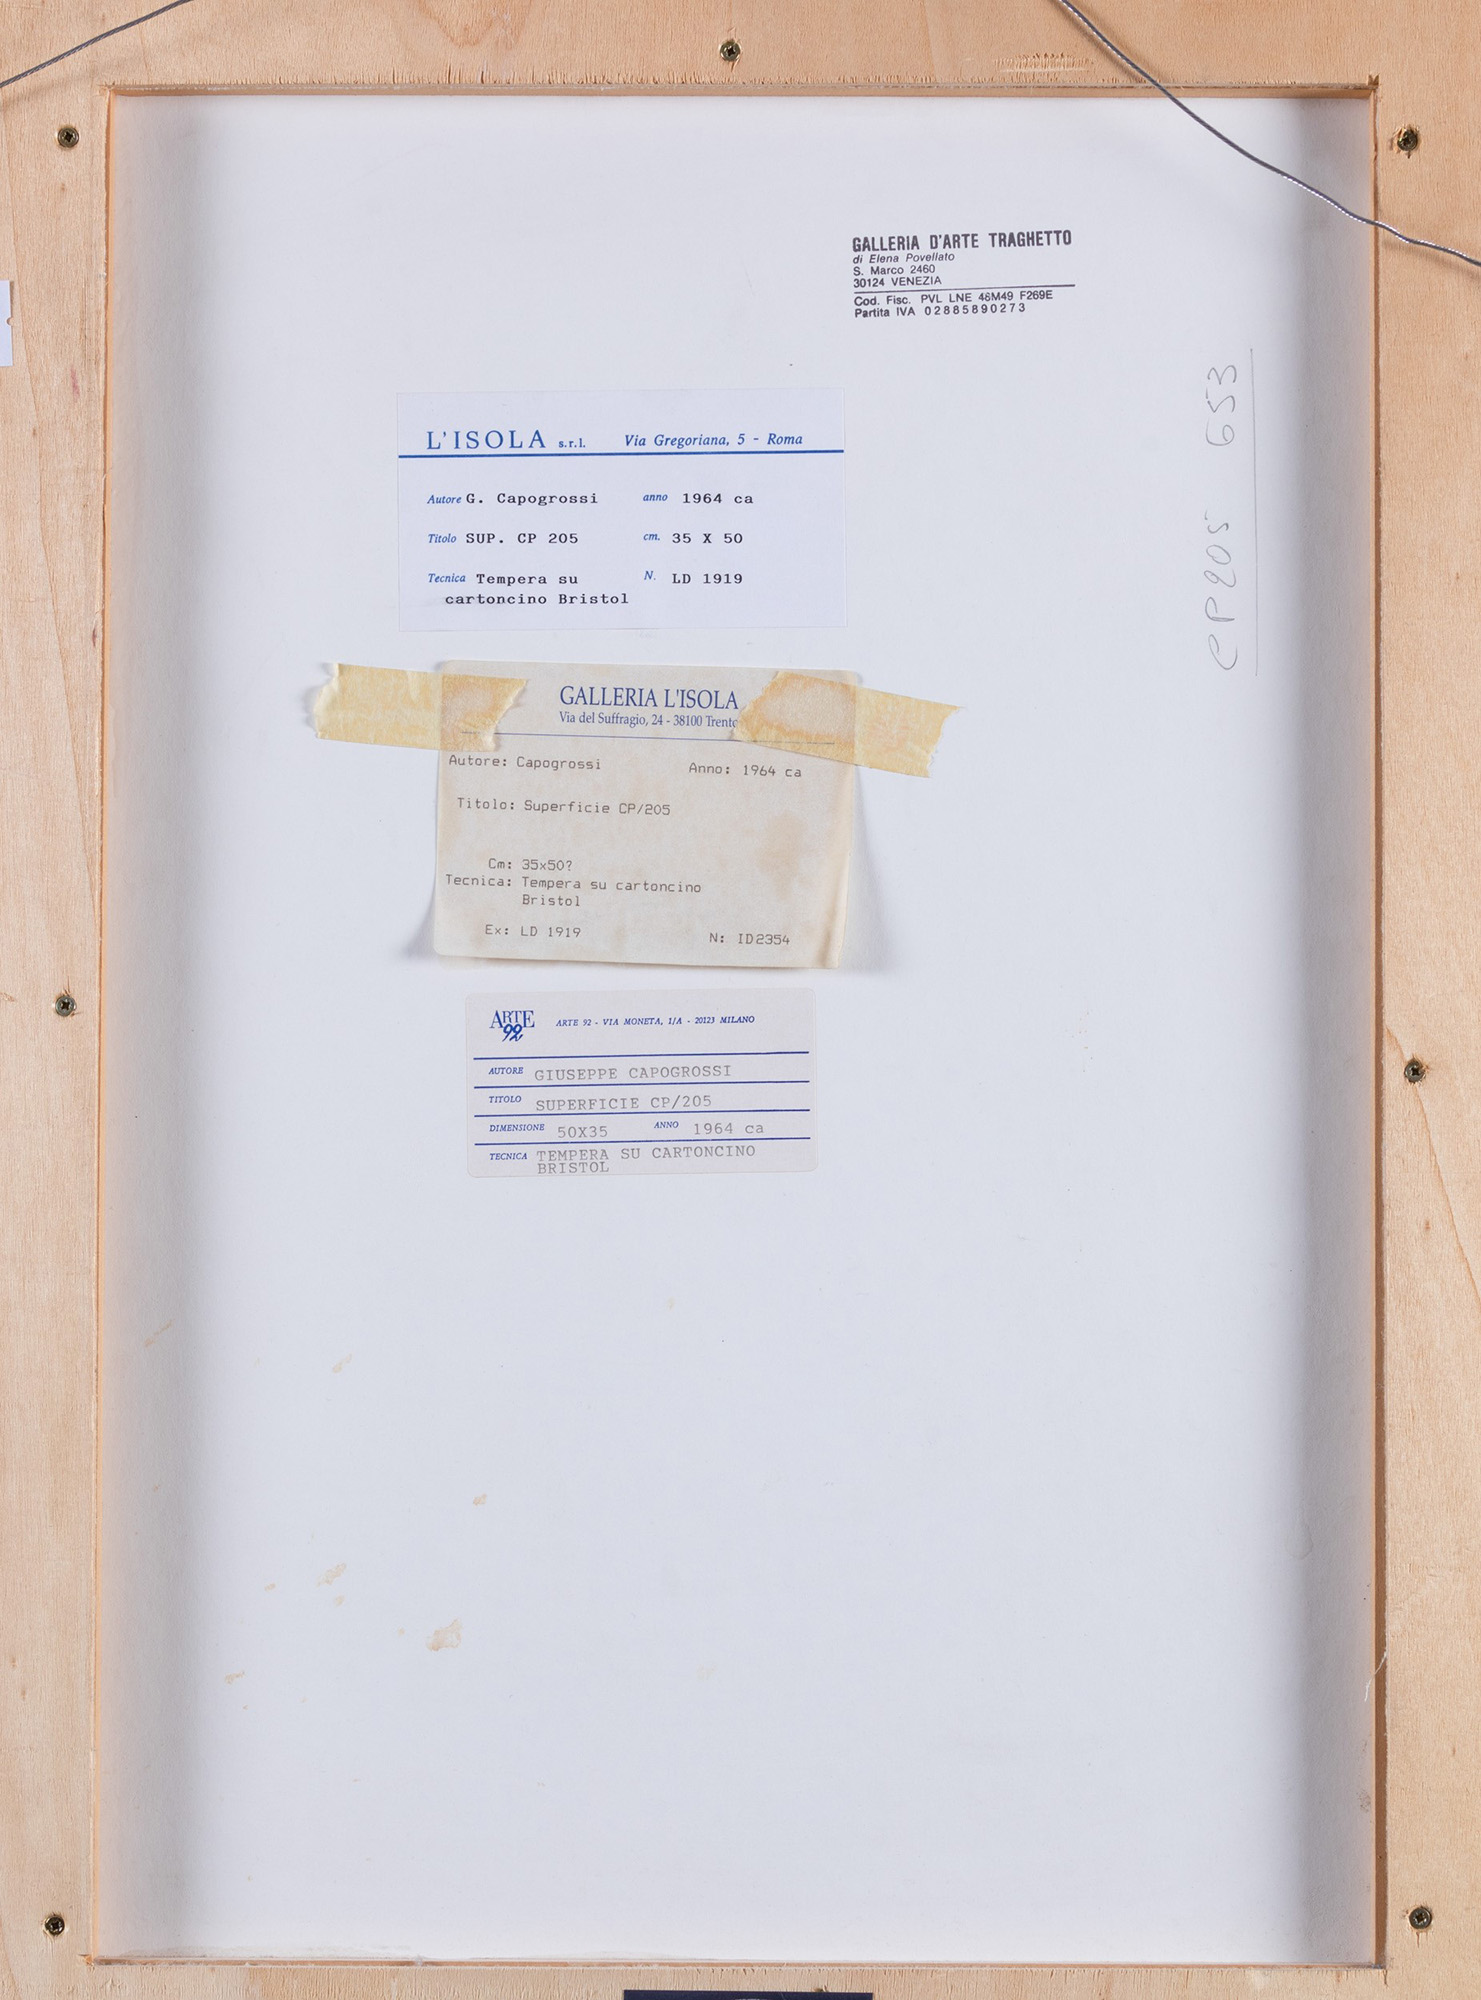 GALLERIA D'ARTE TRAGHETTO
di Elena Povellato
S. Marco 2460
30124 VENEZIA
Cod. Fisc. PVL LNE 46M49 F269E
Partita IVA 02885890273
CP205 653
L'ISOLA s.r.l. Via Gregoriana, 5 - Roma
Autore G. Capogrossi anno 1964 ca
Titolo SUP. CP 205 cm. 35 X 50
Tecnica Tempera su N. LD 1919
cartoncino Bristol
GALLERIA L'ISOLA
Via del Suffragio, 24 - 38100 Trento
Autore: Capogrossi Anno: 1964 ca
Titolo: Superficie CP/205
Cm: 35x50?
Tecnica: Tempera su cartoncino
Bristol
Ex: LD 1919 N: ID2354
ARTE 92 ARTE 92 - VIA MONETA, 1/A - 20123 MILANO
AUTORE GIUSEPPE CAPOGROSSI
TITOLO SUPERFICIE CP/205
DIMENSIONE 50X35 ANNO 1964 ca
TECNICA TEMPERA SU CARTONCINO
BRISTOL